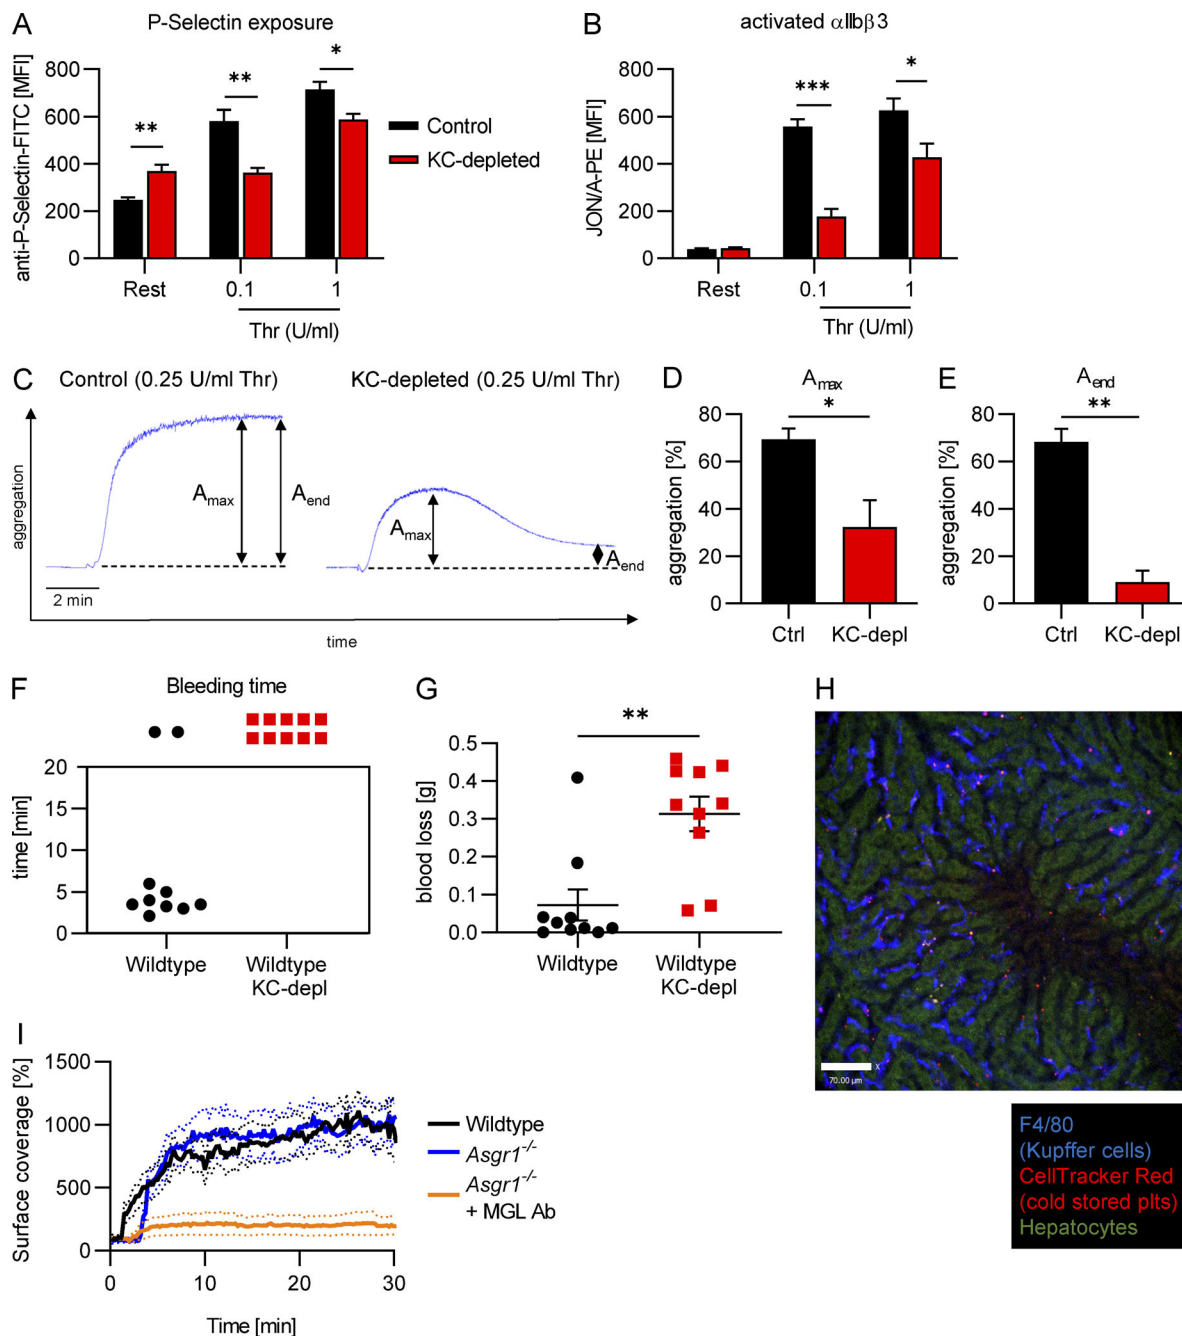 A
P-Selectin exposure
anti-P-Selectin-FITC [MFI]
800
600
400
200
0
**
**
*
Control
KC-depleted
Rest
0.1
1
Thr (U/ml)
B
activated αIIbβ3
JON/A-PE [MFI]
800
600
400
200
0
***
*
Rest
0.1
1
Thr (U/ml)
C
Control (0.25 U/ml Thr)
KC-depleted (0.25 U/ml Thr)
aggregation
Amax
Aend
Amax
Aend
2 min
time
D
Amax
*
aggregation [%]
80
60
40
20
0
Ctrl
KC-depl
E
Aend
**
aggregation [%]
80
60
40
20
0
Ctrl
KC-depl
F
Bleeding time
time [min]
20
15
10
5
0
Wildtype
Wildtype
KC-depl
G
**
blood loss [g]
0.5
0.4
0.3
0.2
0.1
0.0
Wildtype
Wildtype
KC-depl
H
70.00 µm
X
F4/80
(Kupffer cells)
CellTracker Red
(cold stored plts)
Hepatocytes
I
Surface coverage [%]
1500
1000
500
0
0
10
20
30
Time [min]
Wildtype
Asgr1-/-
Asgr1-/-
+ MGL Ab